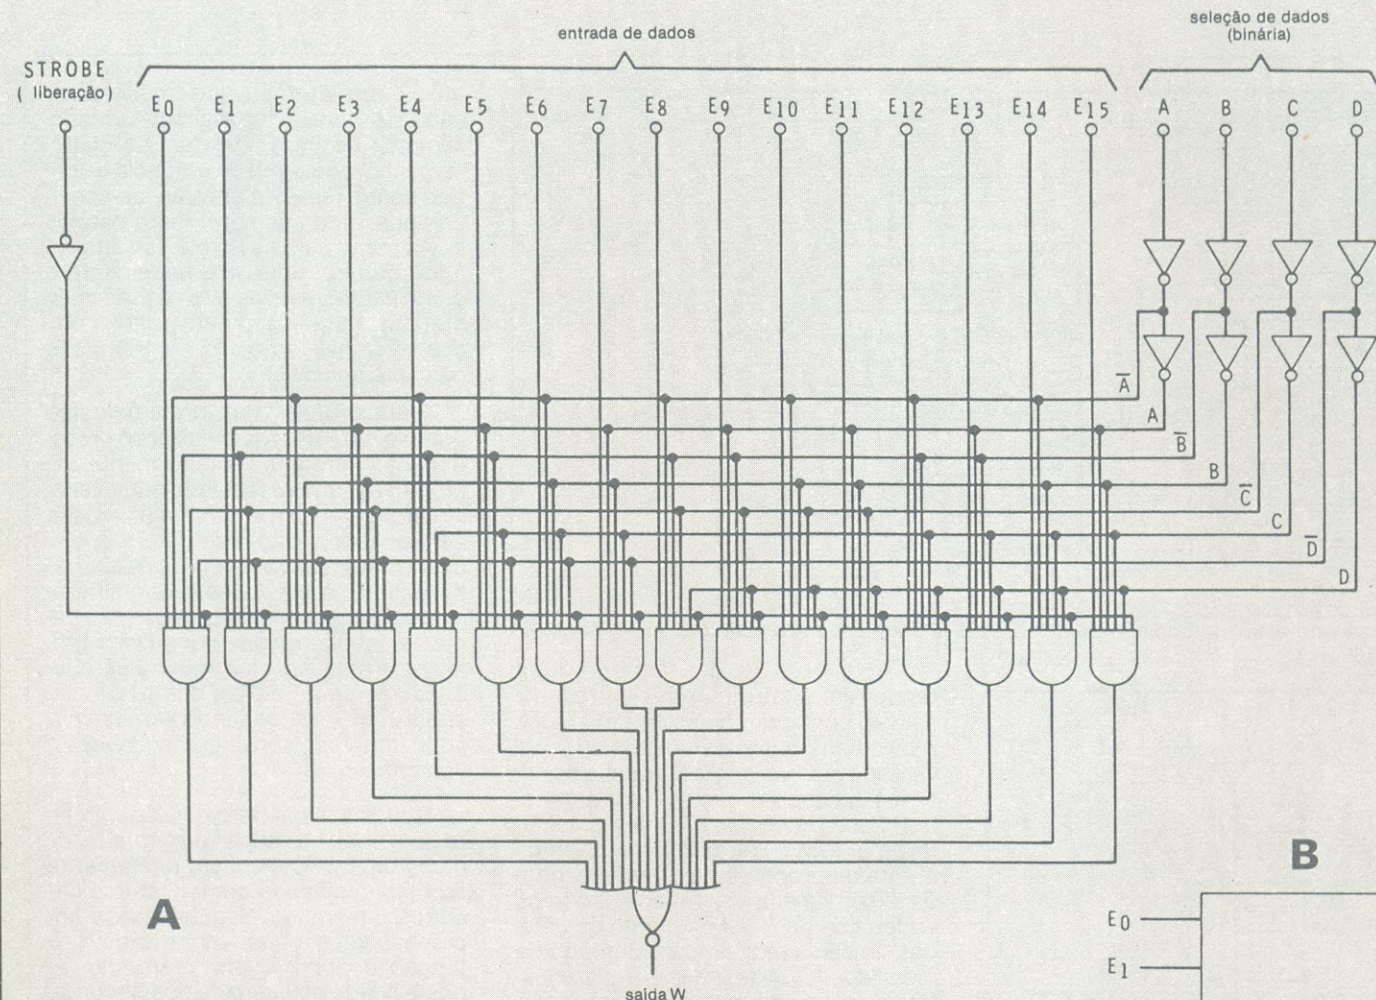 entrada de dados
seleção de dados
(binária)
STROBE
( liberação)
E0 E1 E2 E3 E4 E5 E6 E7 E8 E9 E10 E11 E12 E13 E14 E15 A B C D
A̅
A
B̅
B
C̅
C
D̅
D
B
A
E0
E1
saída W